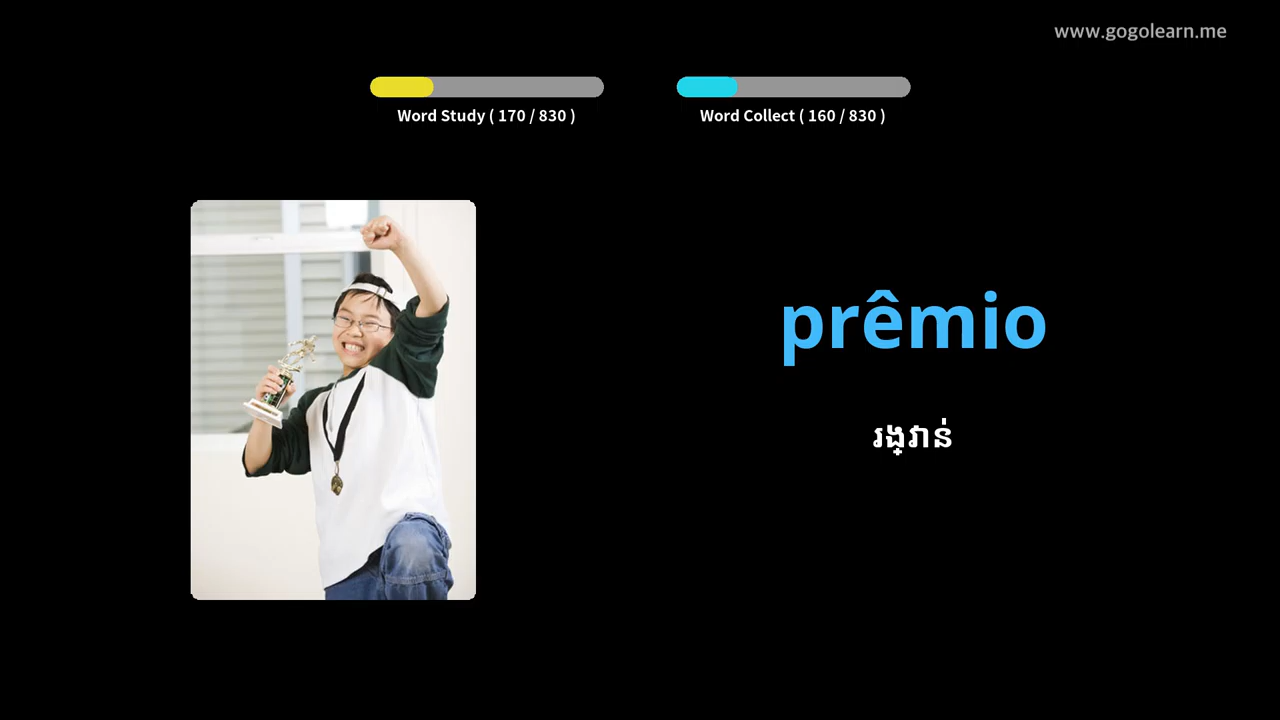 www.gogolearn.me
Word Study ( 170 / 830 )
Word Collect ( 160 / 830 )
prêmio
រង្វាន់